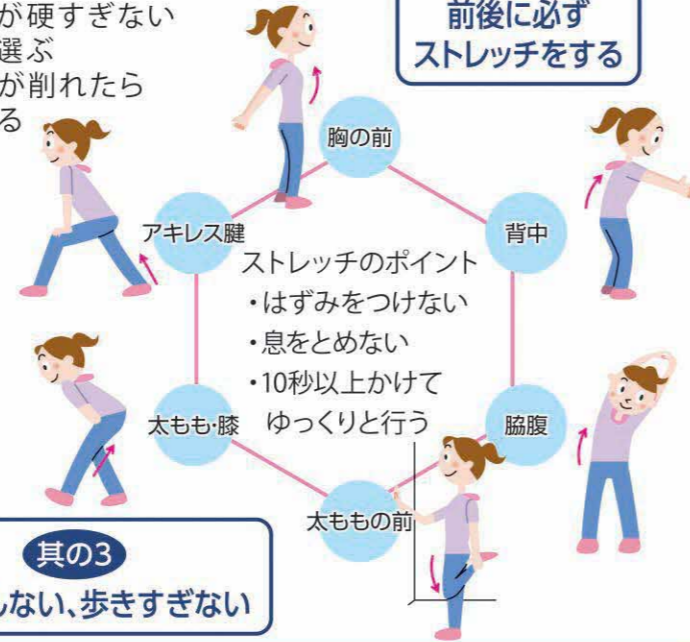 が硬すぎない
選ぶ
が削れたら
る
前後に必ず
ストレッチをする
胸の前
アキレス腱
背中
ストレッチのポイント
・はずみをつけない
・息をとめない
・10秒以上かけて
ゆっくりと行う
太もも・膝
脇腹
太ももの前
其の3
しない、歩きすぎない